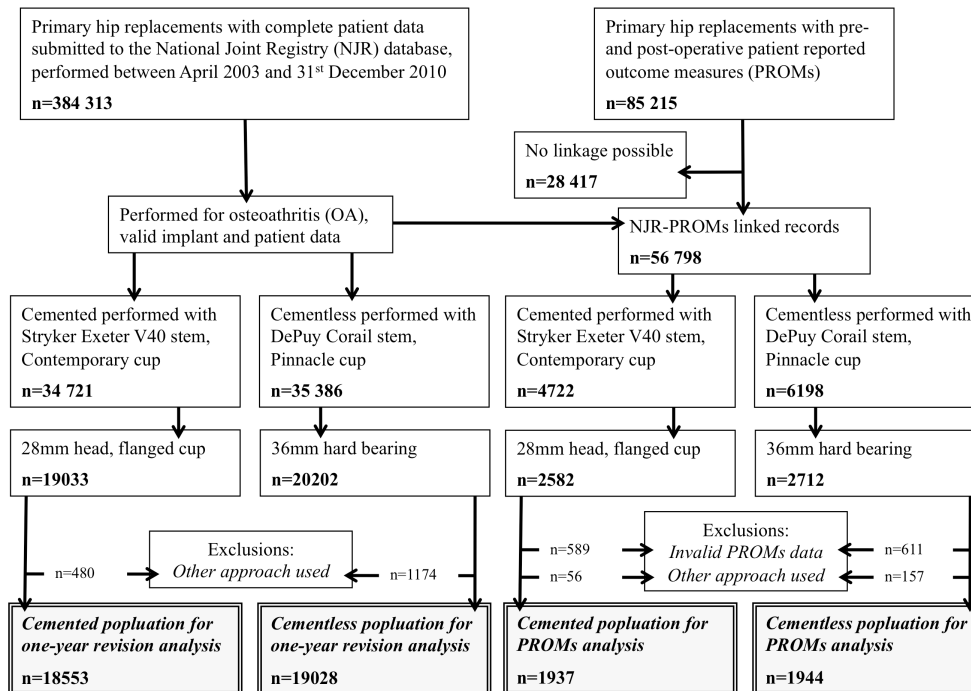 Primary hip replacements with complete patient data
submitted to the National Joint Registry (NJR) database,
performed between April 2003 and 31st December 2010
n=384 313
Primary hip replacements with pre-
and post-operative patient reported
outcome measures (PROMs)
n=85 215
No linkage possible
n=28 417
Performed for osteoathritis (OA),
valid implant and patient data
NJR-PROMs linked records
n=56 798
Cemented performed with
Stryker Exeter V40 stem,
Contemporary cup
n=34 721
Cementless performed with
DePuy Corail stem,
Pinnacle cup
n=35 386
Cemented performed with
Stryker Exeter V40 stem,
Contemporary cup
n=4722
Cementless performed with
DePuy Corail stem,
Pinnacle cup
n=6198
28mm head, flanged cup
n=19033
36mm hard bearing
n=20202
28mm head, flanged cup
n=2582
36mm hard bearing
n=2712
Exclusions:
n=480 Other approach used n=1174
Exclusions:
n=589 Invalid PROMs data n=611
n=56 Other approach used n=157
Cemented popluation for
one-year revision analysis
n=18553
Cementless popluation for
one-year revision analysis
n=19028
Cemented popluation for
PROMs analysis
n=1937
Cementless popluation for
PROMs analysis
n=1944